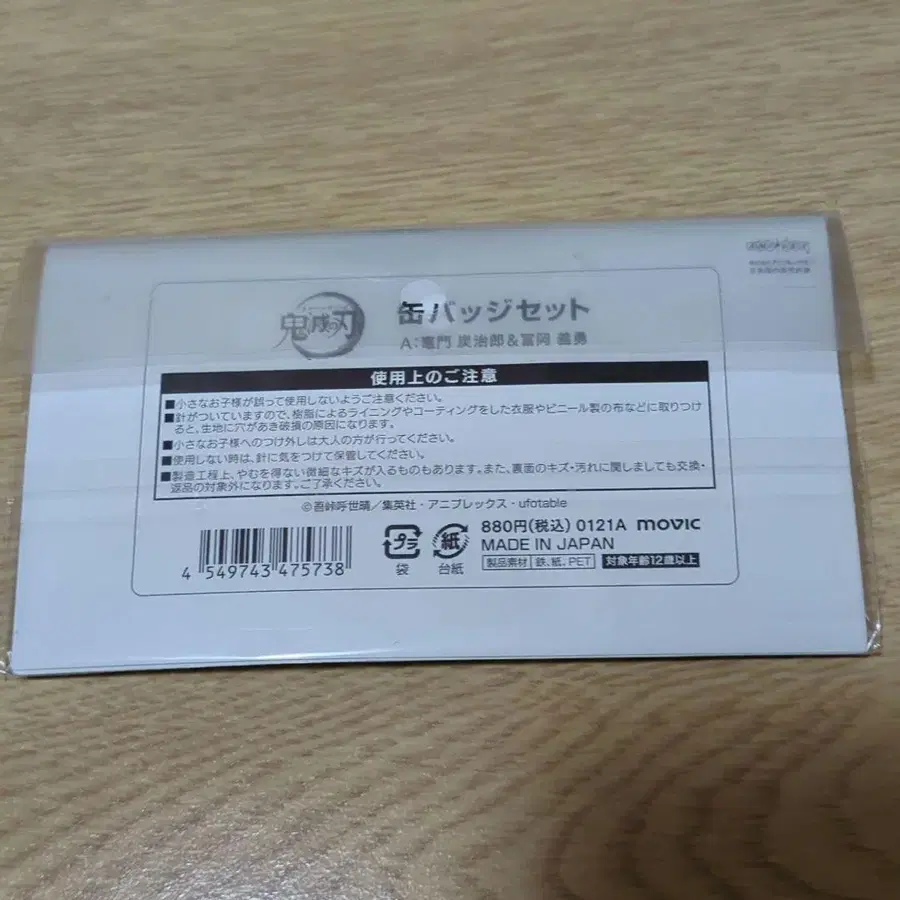 鬼滅の刃
缶バッジセット
A:竈門 炭治郎&冨岡 義勇
使用上のご注意
■小さなお子様が誤って使用しないようご注意ください。
■針がついていますので、樹脂によるライニングやコーティングをした衣服やビニール製の布などに取りつけ
ると、生地に穴があき破損の原因になります。
■小さなお子様へのつけ外しは大人の方が行ってください。
■使用しない時は、針に気をつけて保管してください。
■製造工程上、やむを得ない微細なキズが入るものもあります。また、裏面のキズ・汚れに関しましても交換・
返品の対象外になります。ご了承ください。
©吾峠呼世晴/集英社・アニプレックス・ufotable
4 549743 475738
プラ
袋
紙
台紙
880円(税込) 0121A movic
MADE IN JAPAN
製品素材 鉄、紙、PET 対象年齢12歳以上